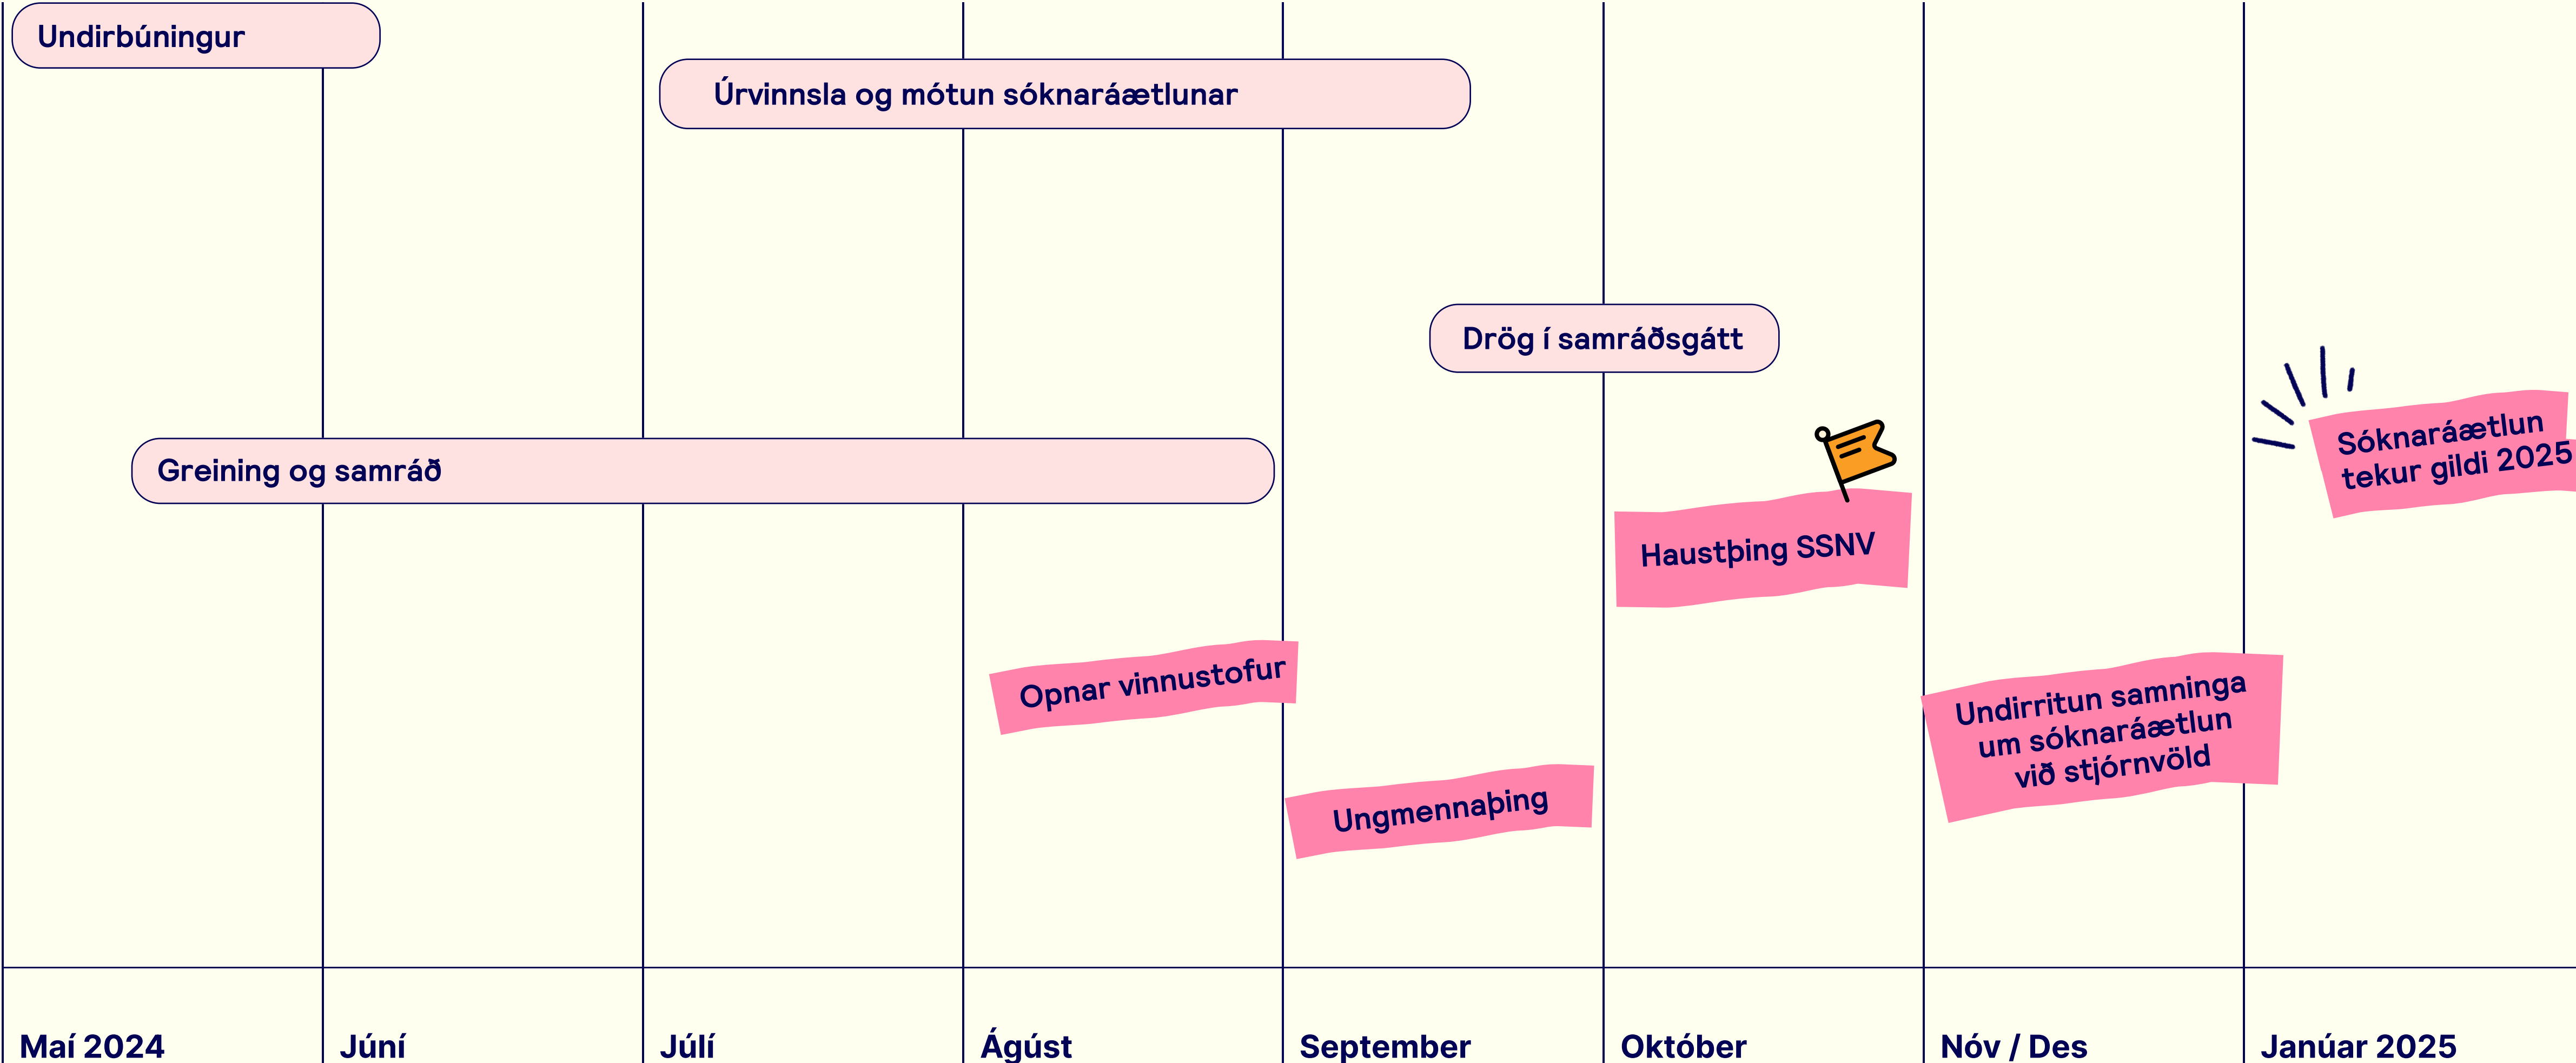 Undirbúningur
Úrvinnsla og mótun sóknaráætlunar
Drög í samráðsgátt
Greining og samráð
Sóknaráætlun
tekur gildi 2025
Haustþing SSNV
Opnar vinnustofur
Undirritun samninga
um sóknaráætlun
við stjórnvöld
Ungmennaþing
Maí 2024
Júní
Júlí
Ágúst
September
Október
Nóv / Des
Janúar 2025